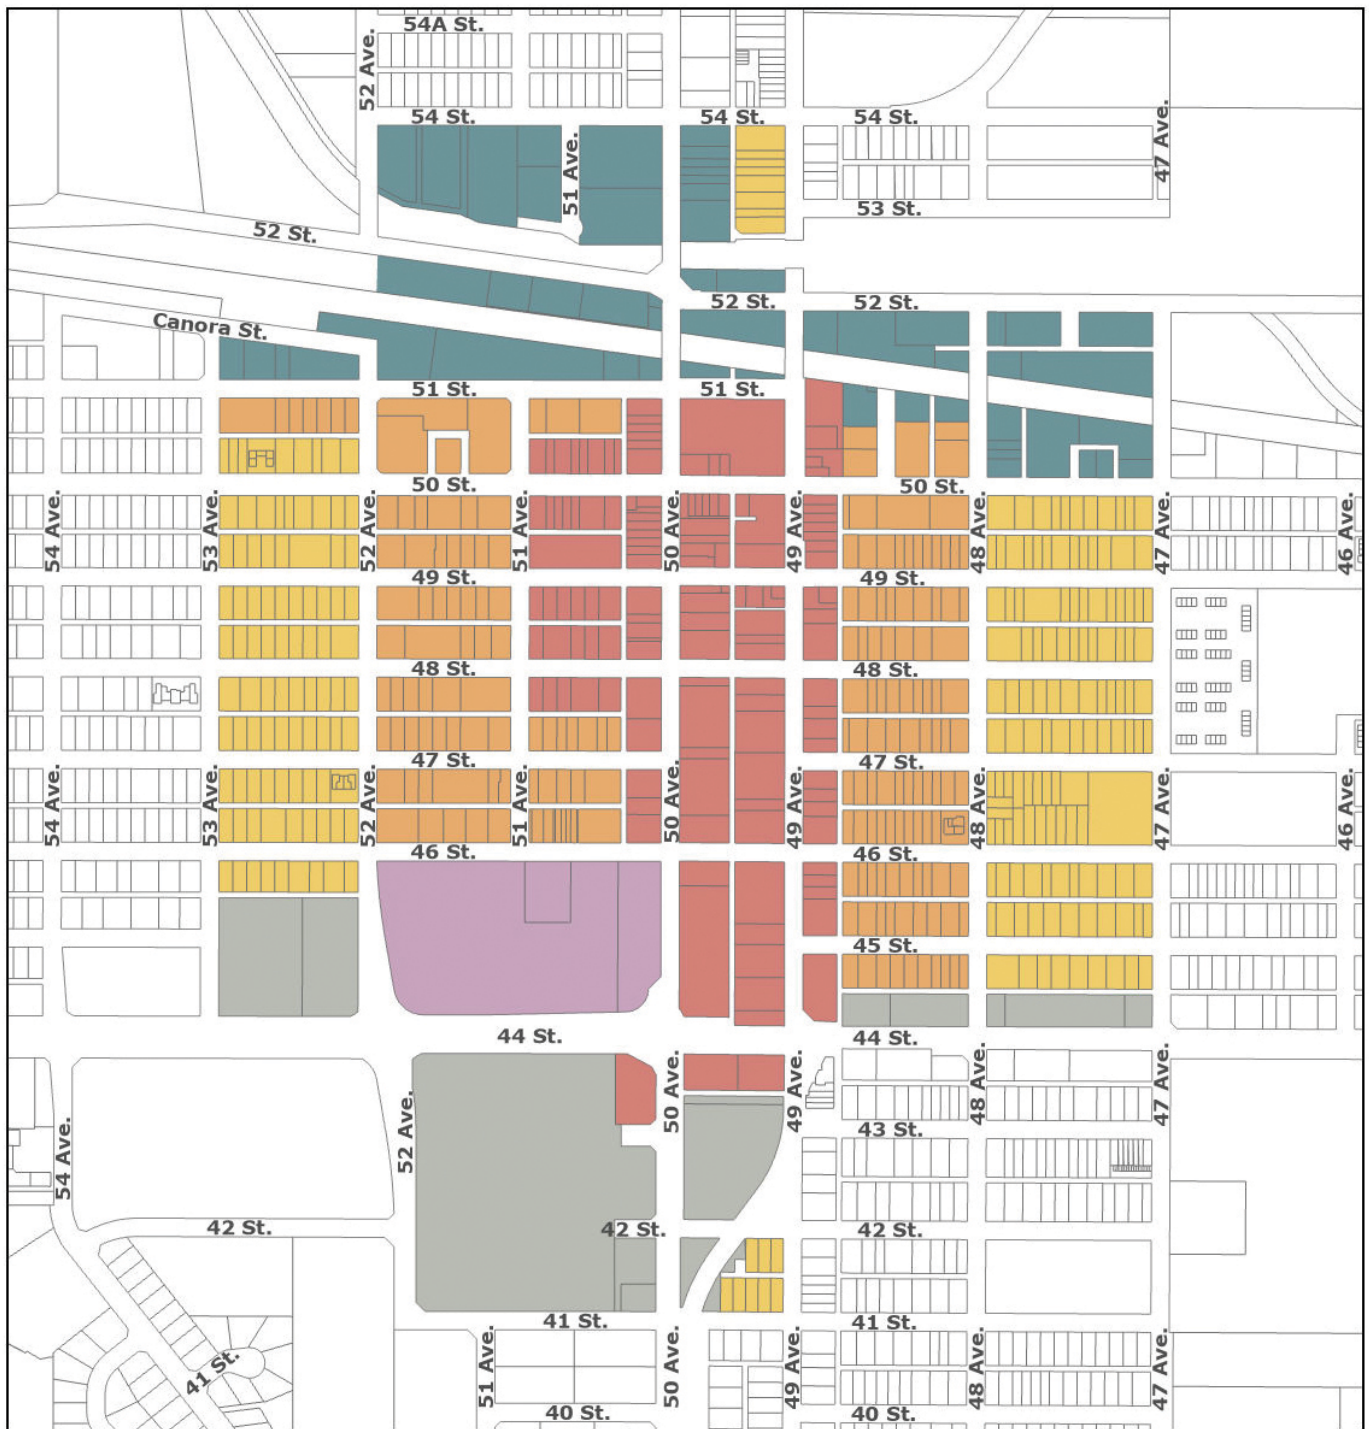 54A St.
52 Ave.
54 St.
54 St.
54 St.
51 Ave.
47 Ave.
53 St.
52 St.
52 St.
52 St.
Canora St.
51 St.
51 St.
50 St.
50 St.
54 Ave.
53 Ave.
52 Ave.
51 Ave.
50 Ave.
49 Ave.
48 Ave.
47 Ave.
46 Ave.
49 St.
49 St.
48 St.
48 St.
47 St.
47 St.
54 Ave.
53 Ave.
52 Ave.
51 Ave.
50 Ave.
49 Ave.
48 Ave.
47 Ave.
46 Ave.
46 St.
46 St.
45 St.
44 St.
44 St.
54 Ave.
52 Ave.
50 Ave.
49 Ave.
48 Ave.
47 Ave.
43 St.
42 St.
42 St.
42 St.
41 St.
41 St.
41 St.
51 Ave.
50 Ave.
49 Ave.
48 Ave.
47 Ave.
40 St.
40 St.